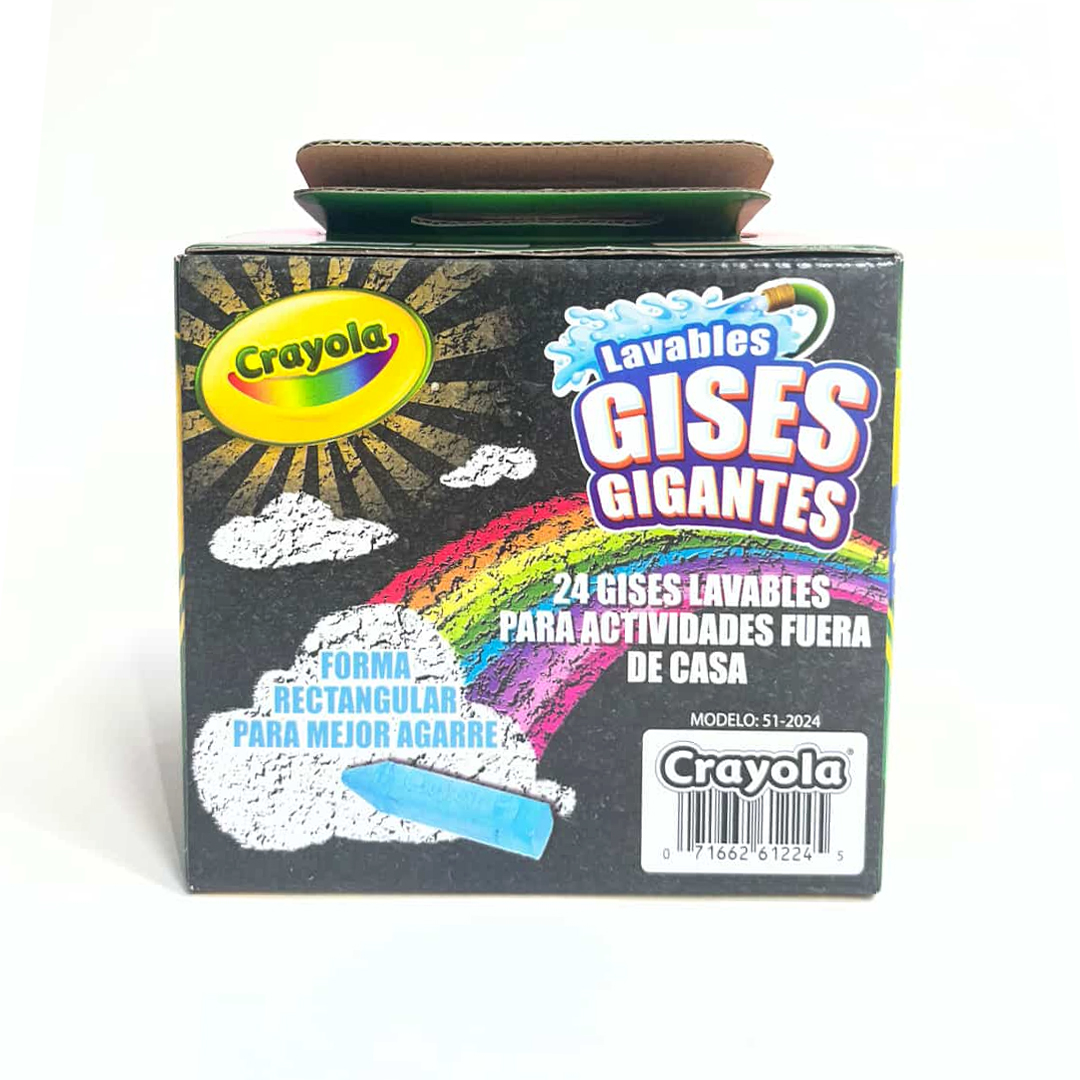 Crayola
Lavables
GISES
GIGANTES
24 GISES LAVABLES
PARA ACTIVIDADES FUERA
DE CASA
FORMA
RECTANGULAR
PARA MEJOR AGARRE
MODELO: 51-2024
Crayola®
0 71662 61224 5